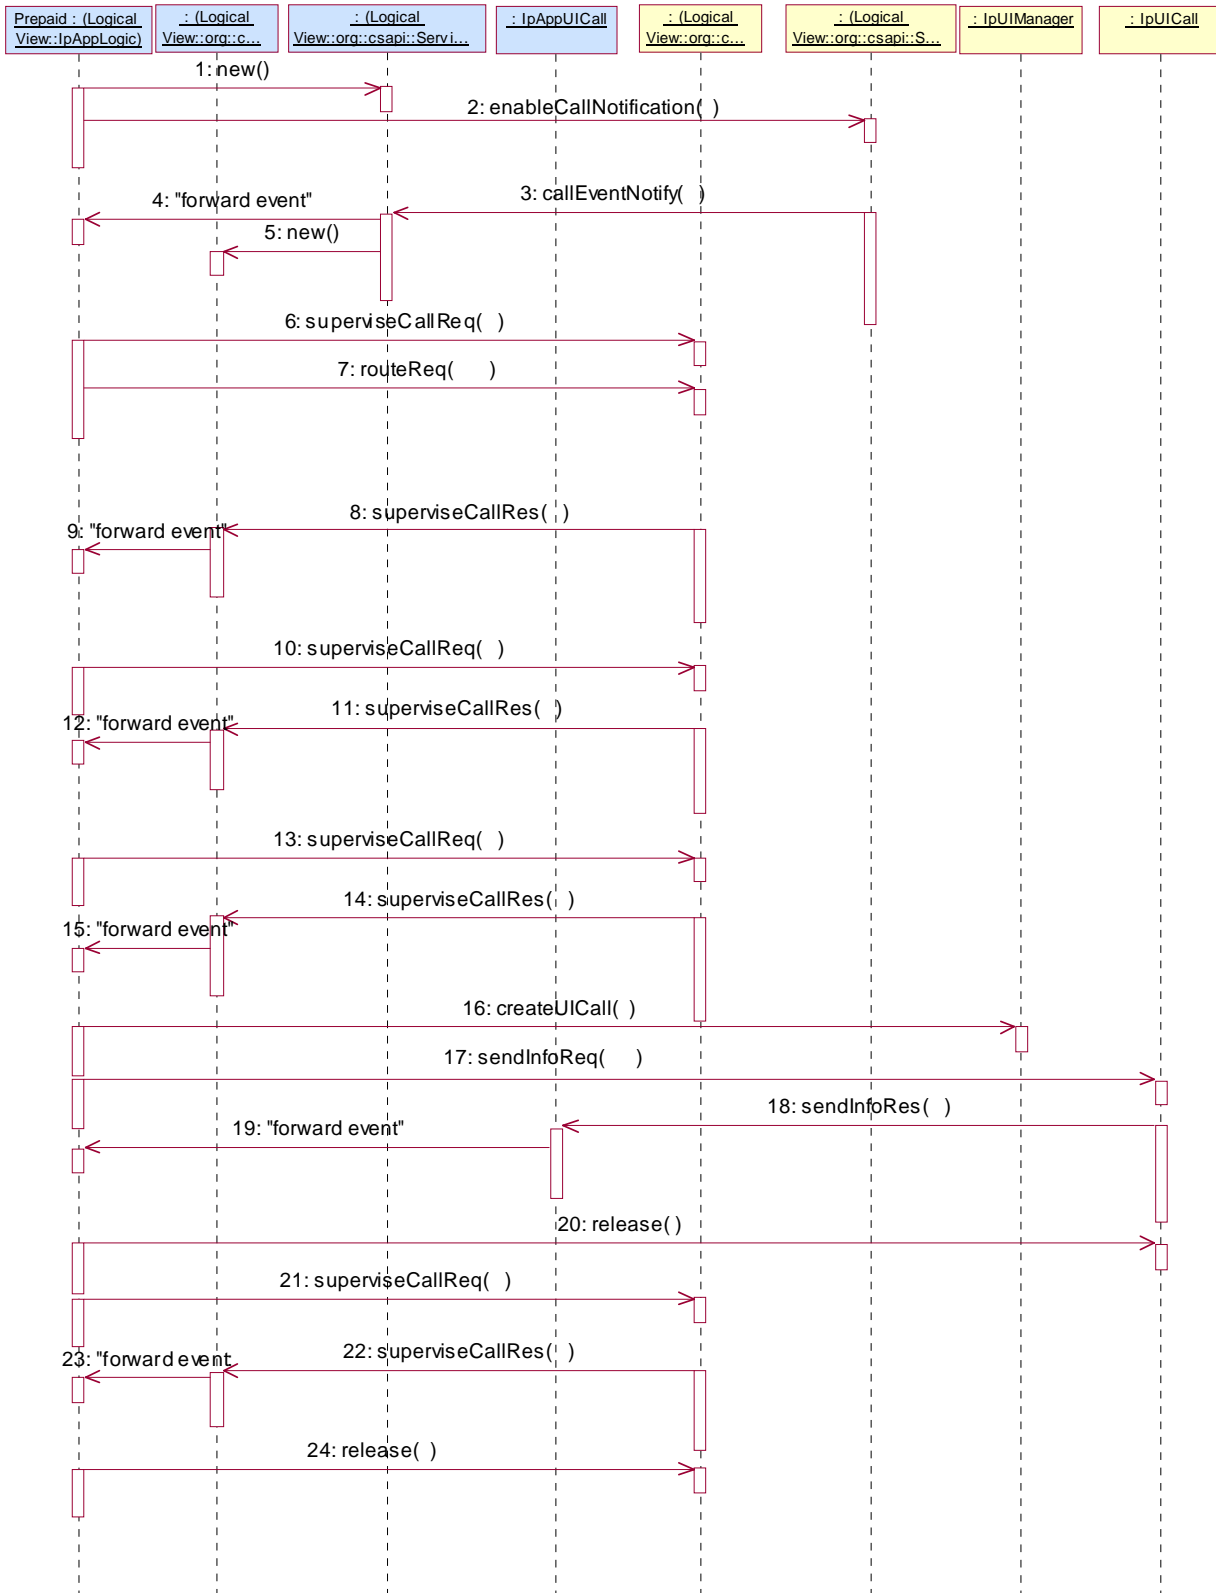 Prepaid : (Logical
View::IpAppLogic)
: (Logical
View::org::c...
: (Logical
View::org::csapi::Servi...
: IpAppUICall
: (Logical
View::org::c...
: (Logical
View::org::csapi::S...
: IpUIManager
: IpUICall
1: new()
2: enableCallNotification( )
3: callEventNotify( )
4: "forward event"
5: new()
6: superviseCallReq( )
7: routeReq( )
8: superviseCallRes( )
9: "forward event"
10: superviseCallReq( )
11: superviseCallRes( )
12: "forward event"
13: superviseCallReq( )
14: superviseCallRes( )
15: "forward event"
16: createUICall( )
17: sendInfoReq( )
18: sendInfoRes( )
19: "forward event"
20: release( )
21: superviseCallReq( )
22: superviseCallRes( )
23: "forward event
24: release( )